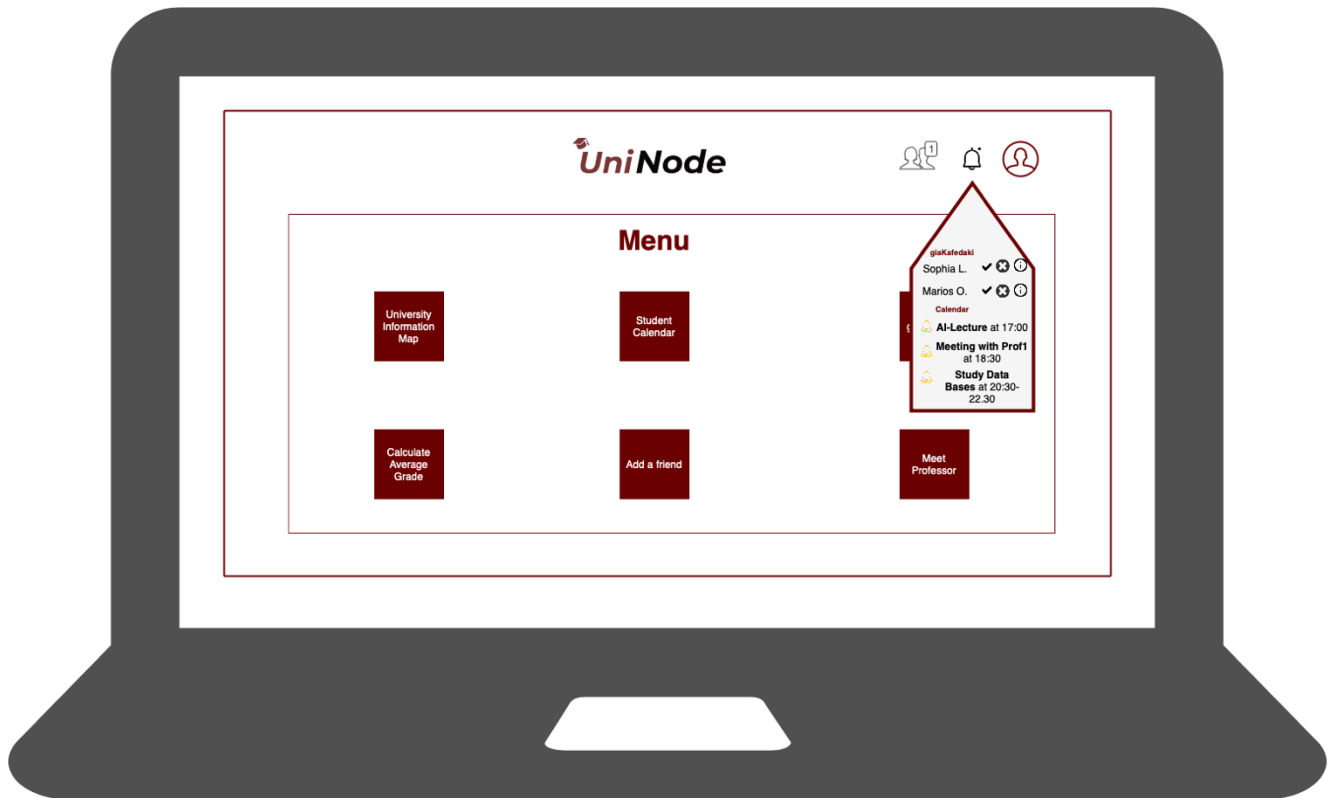 UniNode
1
Menu
giaKafedaki
Sophia L.
Marios O.
Calendar
AI-Lecture at 17:00
Meeting with Prof1
at 18:30
Study Data
Bases at 20:30-
22.30
University
Information
Map
Student
Calendar
g
Calculate
Average
Grade
Add a friend
Meet
Professor